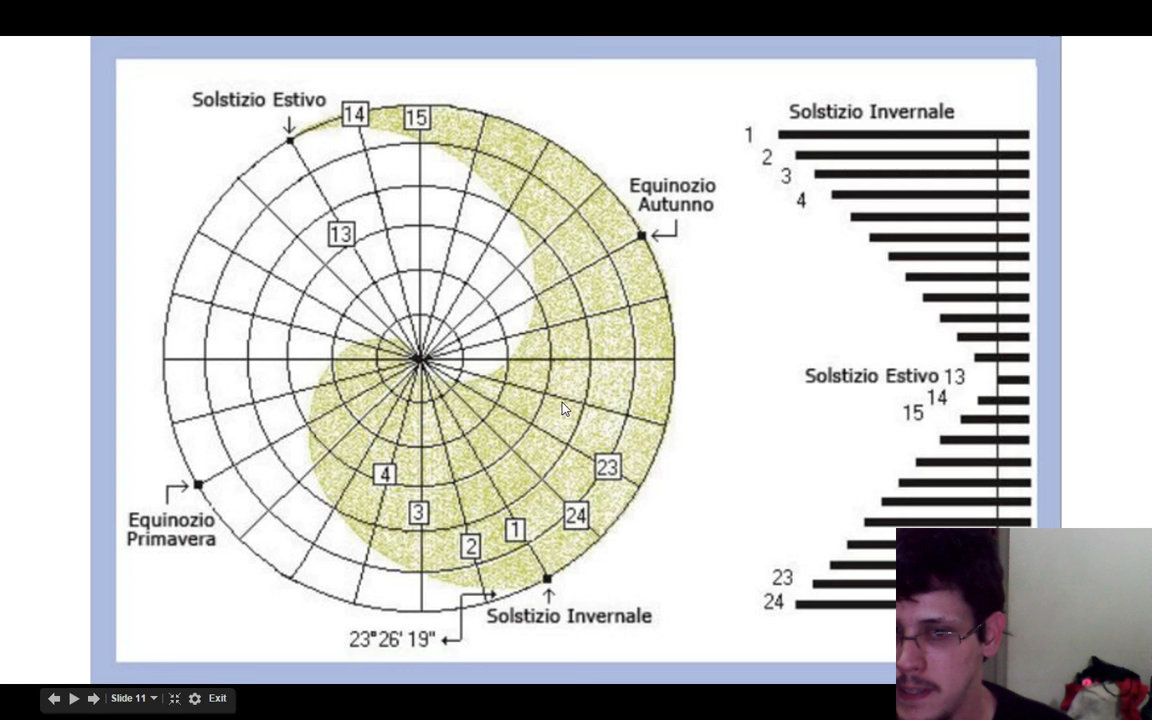 Solstizio Estivo
14
15
13
Equinozio
Autunno
4
3
2
1
24
23
Equinozio
Primavera
Solstizio Invernale
23° 26' 19"
Solstizio Invernale
1
2
3
4
Solstizio Estivo 13
14
15
23
24
Slide 11
Exit